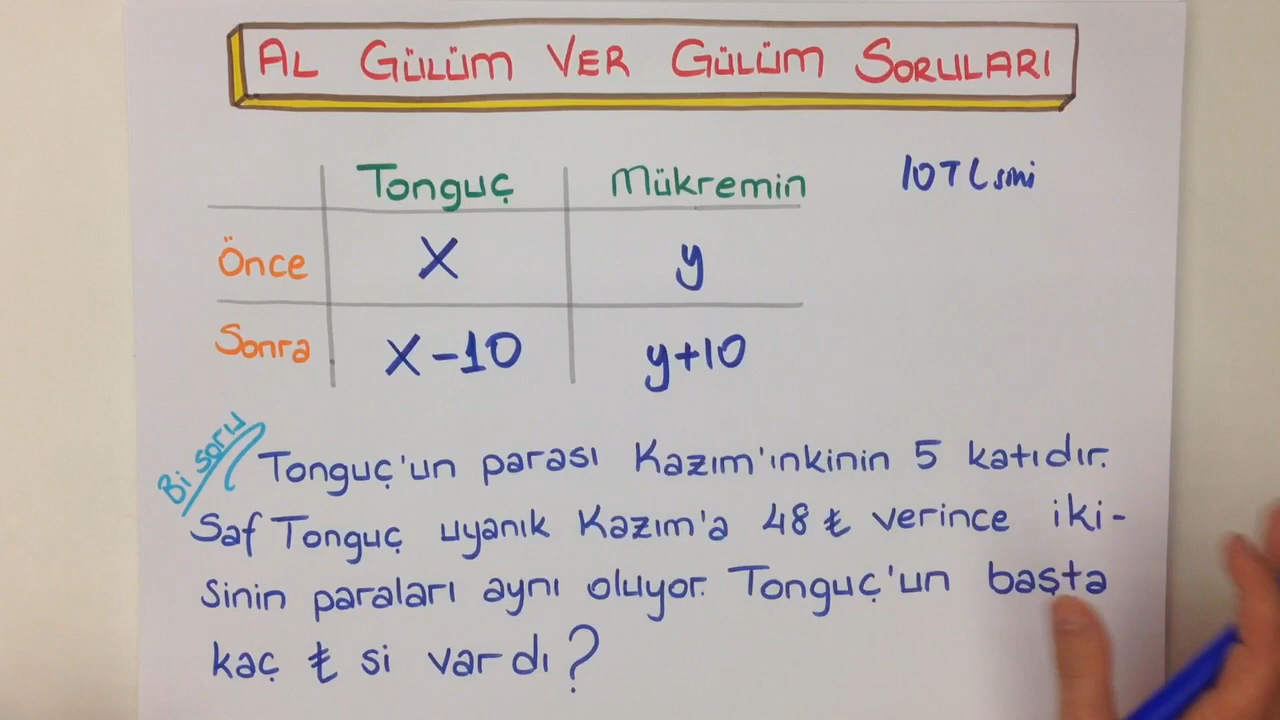 AL GÜLÜM VER GÜLÜM SORULARI
Tonguç Mükremin 10 TL sini
Önce X y
Sonra X-10 y+10
Bi soru
Tonguç'un parası Kazım'ınkinin 5 katıdır.
Saf Tonguç uyanık Kazım'a 48 ₺ verince iki-
sinin paraları aynı oluyor. Tonguç'un başta
kaç ₺ si vardı?